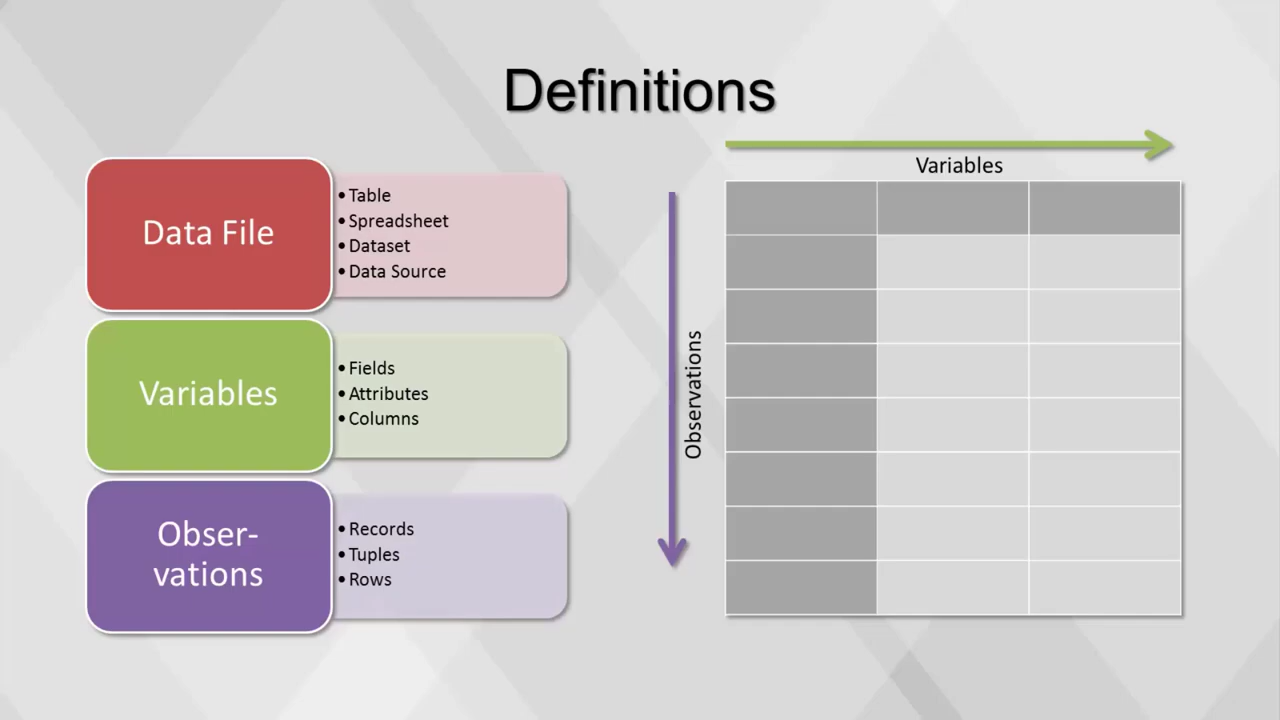 Definitions
Data File
• Table
• Spreadsheet
• Dataset
• Data Source
Variables
• Fields
• Attributes
• Columns
Obser-
vations
• Records
• Tuples
• Rows
Variables
Observations